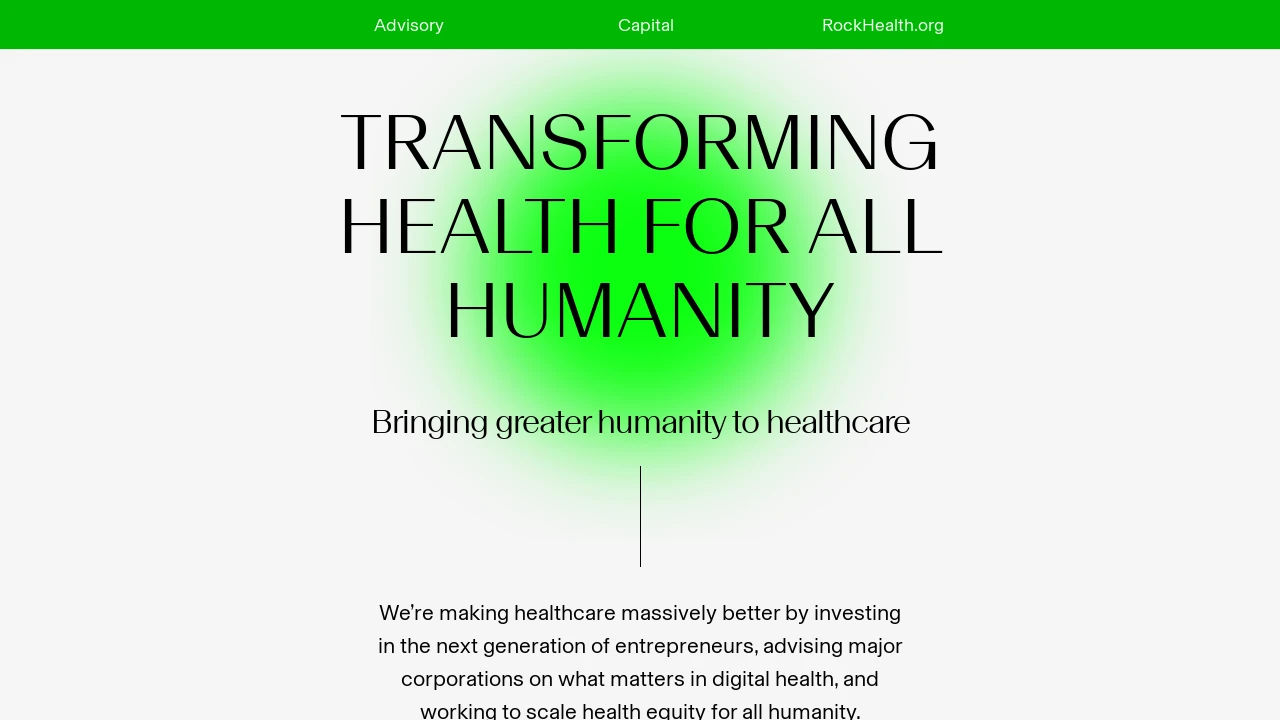 Advisory
Capital
RockHealth.org
TRANSFORMING
HEALTH FOR ALL
HUMANITY
Bringing greater humanity to healthcare
We’re making healthcare massively better by investing
in the next generation of entrepreneurs, advising major
corporations on what matters in digital health, and
working to scale health equity for all humanity.